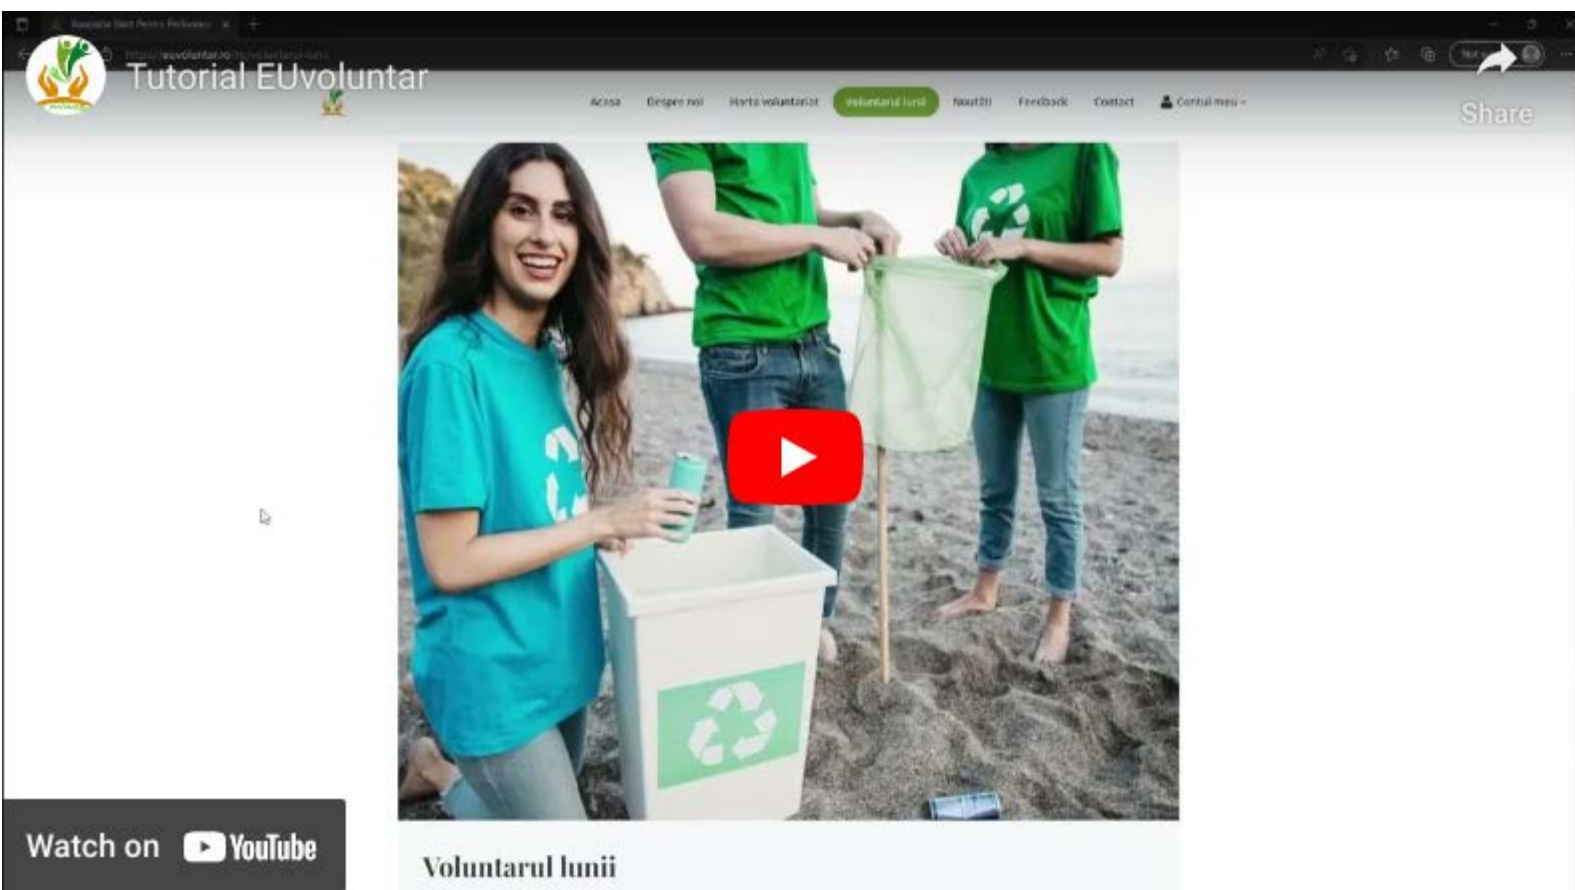 Tutorial EUvoluntar
Share
Acasa Despre noi Harta voluntariat Voluntarul lunii Noutăți Feedback Contact Contul meu
Watch on YouTube
Voluntarul lunii